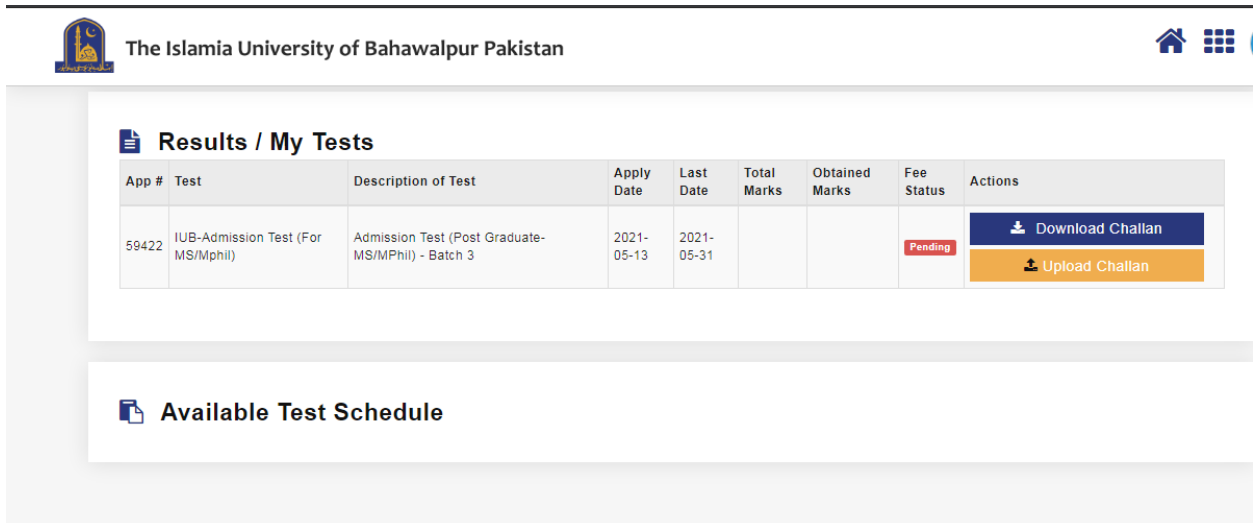 The Islamia University of Bahawalpur Pakistan
Results / My Tests
App # Test Description of Test Apply Date Last Date Total Marks Obtained Marks Fee Status Actions
59422 IUB-Admission Test (For MS/Mphil) Admission Test (Post Graduate-MS/MPhil) - Batch 3 2021-05-13 2021-05-31 Pending Download Challan
Upload Challan
Available Test Schedule